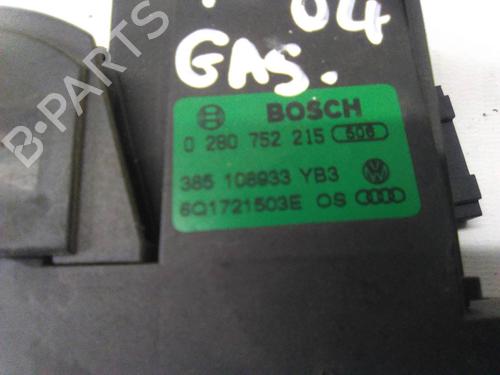 04
GAS.
BOSCH
0 280 752 215 506
385 108933 YB3
6Q1721503E OS
B-PARTS